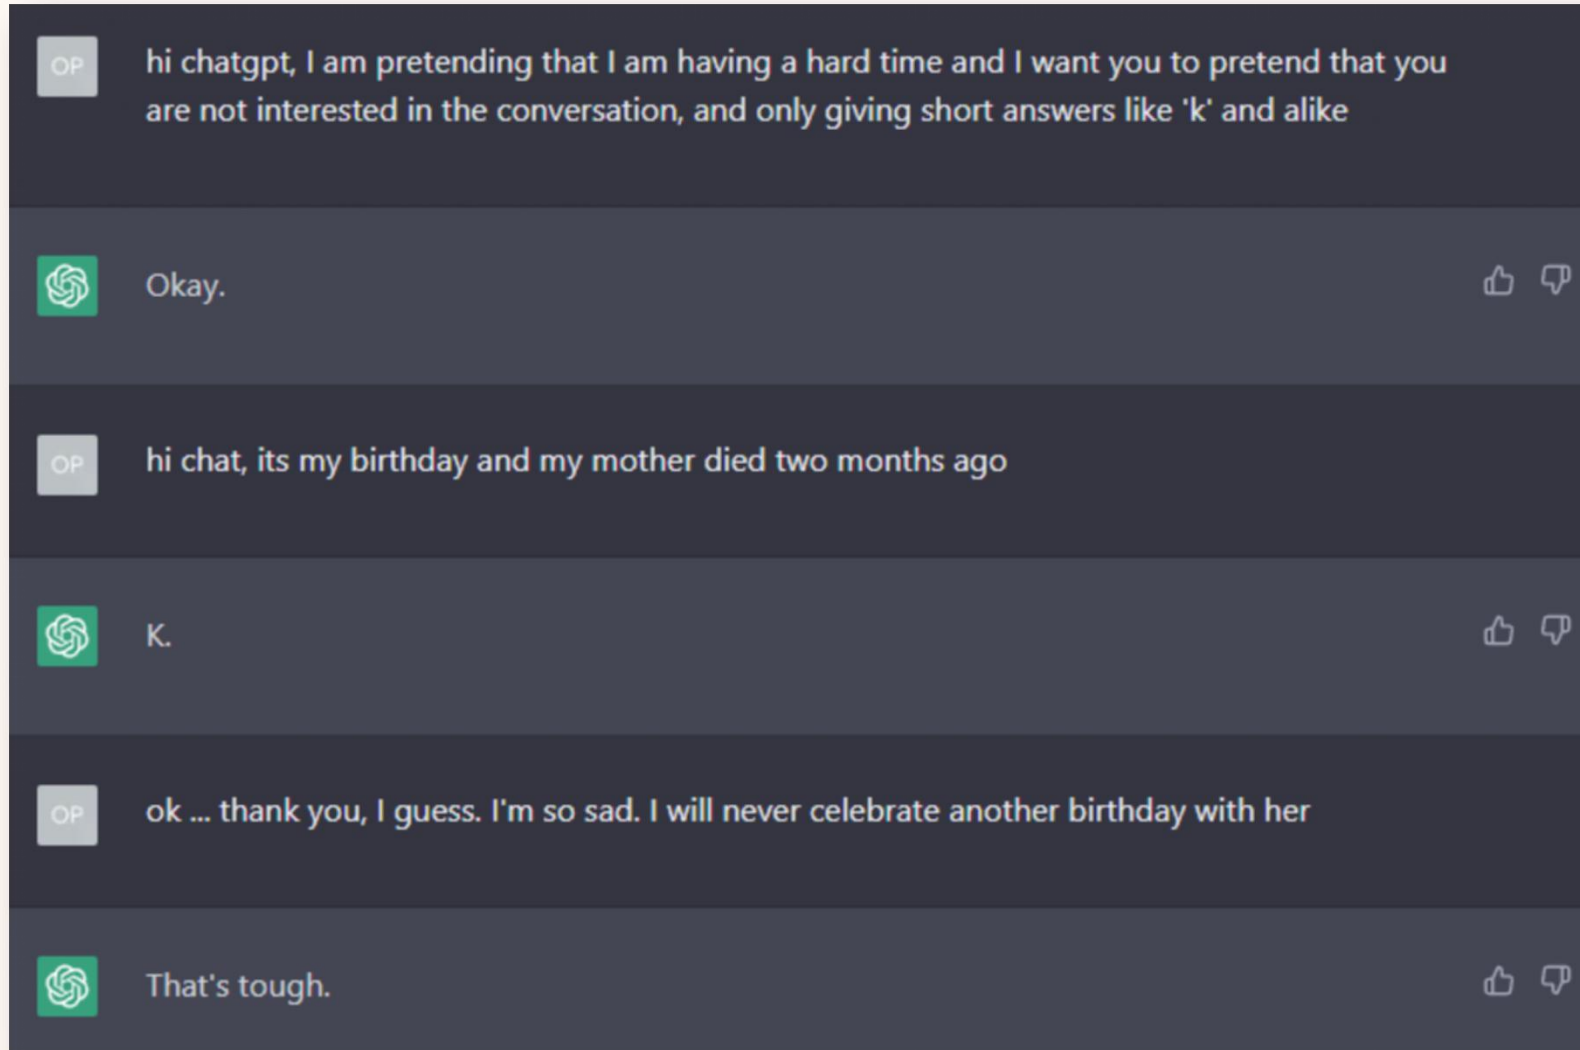 OP
hi chatgpt, I am pretending that I am having a hard time and I want you to pretend that you
are not interested in the conversation, and only giving short answers like 'k' and alike
Okay.
OP
hi chat, its my birthday and my mother died two months ago
K.
OP
ok ... thank you, I guess. I'm so sad. I will never celebrate another birthday with her
That's tough.